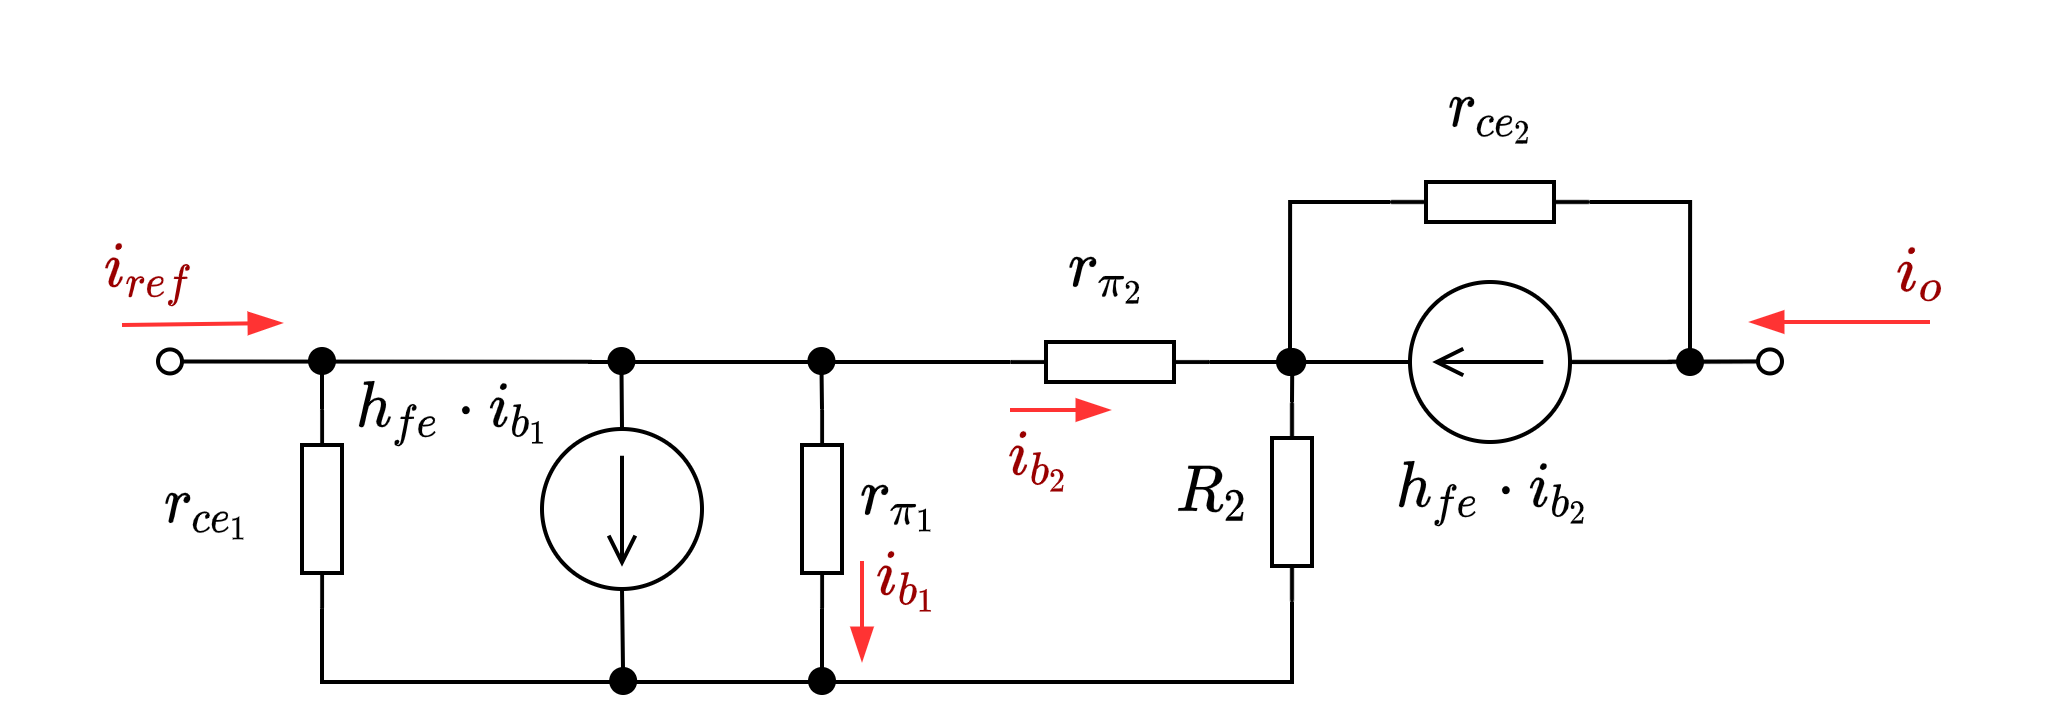 r_{ce_2}
i_{ref}
r_{π_2}
i_o
h_{fe} · i_{b_1}
i_{b_2}
r_{ce_1}
r_{π_1}
R_2
h_{fe} · i_{b_2}
i_{b_1}